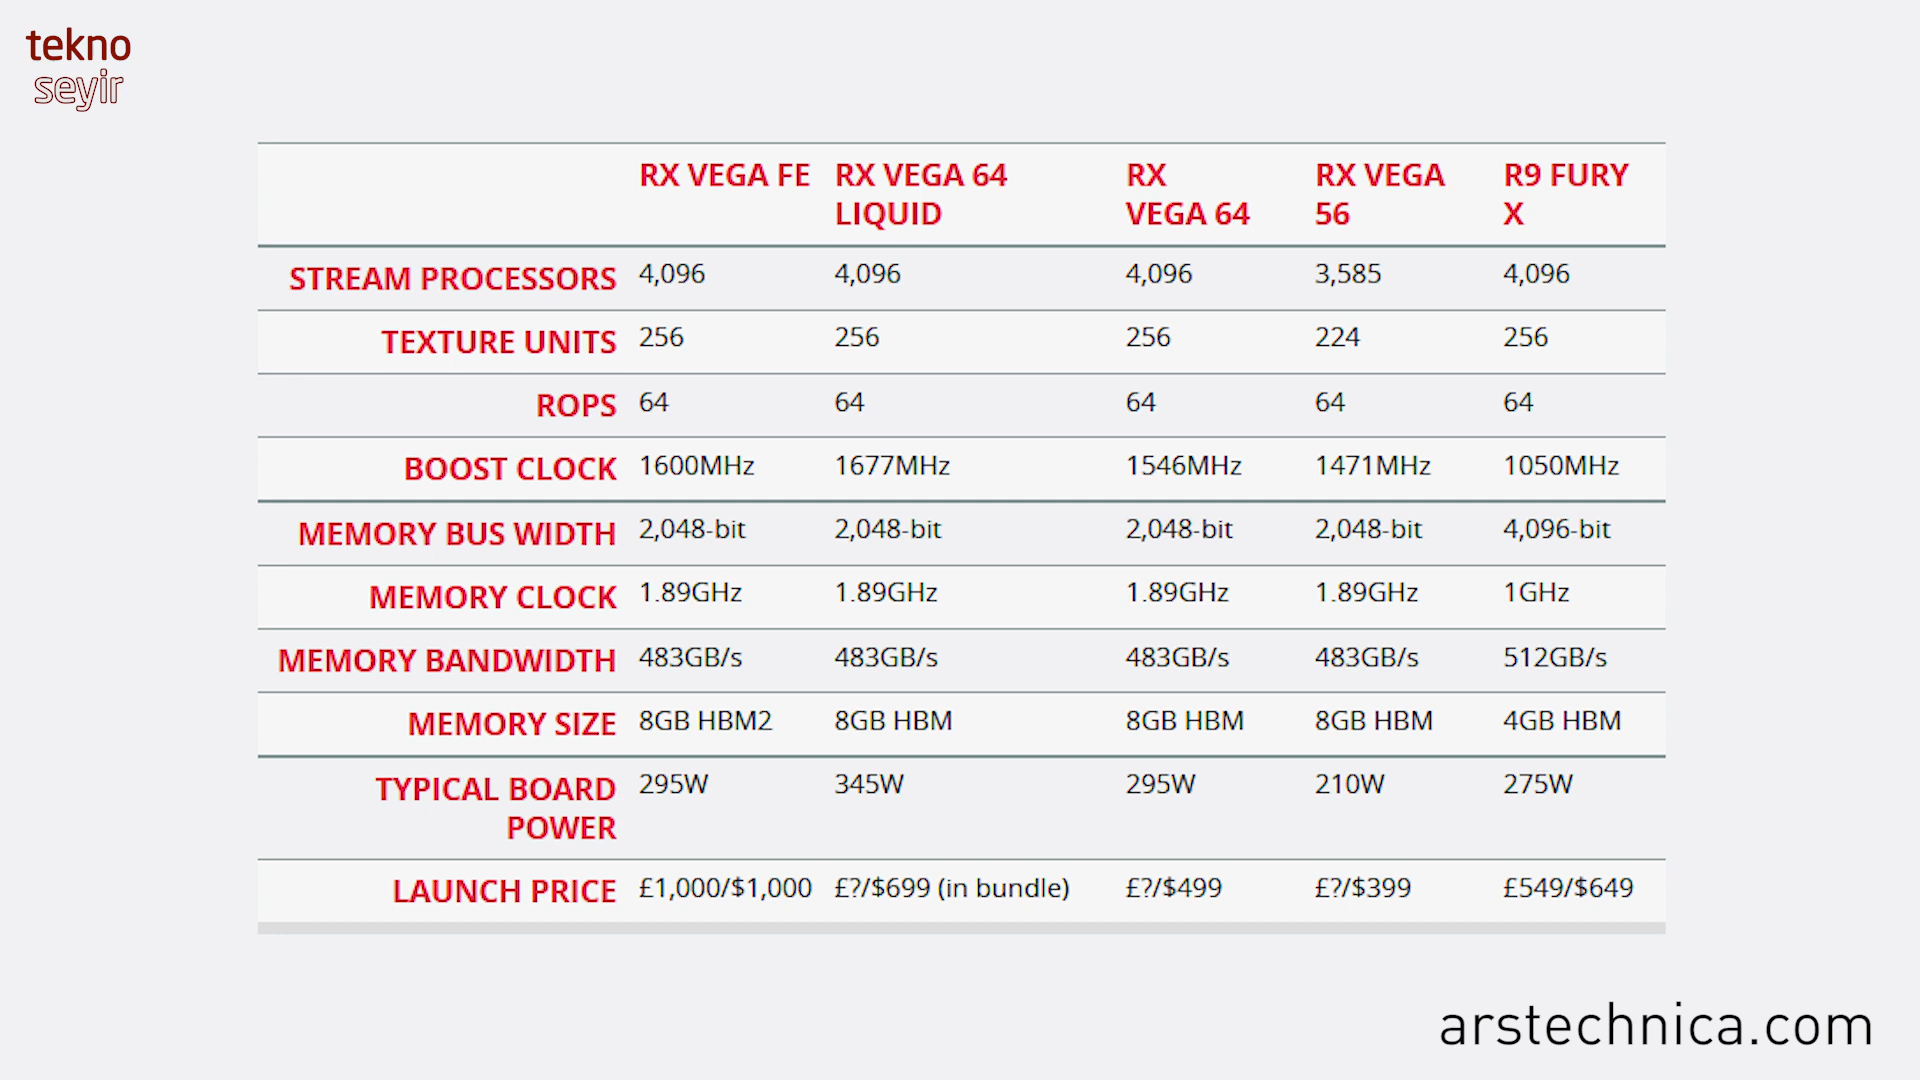 tekno
seyir
RX VEGA FE RX VEGA 64 LIQUID RX VEGA 64 RX VEGA 56 R9 FURY X
STREAM PROCESSORS 4,096 4,096 4,096 3,585 4,096
TEXTURE UNITS 256 256 256 224 256
ROPS 64 64 64 64 64
BOOST CLOCK 1600MHz 1677MHz 1546MHz 1471MHz 1050MHz
MEMORY BUS WIDTH 2,048-bit 2,048-bit 2,048-bit 2,048-bit 4,096-bit
MEMORY CLOCK 1.89GHz 1.89GHz 1.89GHz 1.89GHz 1GHz
MEMORY BANDWIDTH 483GB/s 483GB/s 483GB/s 483GB/s 512GB/s
MEMORY SIZE 8GB HBM2 8GB HBM 8GB HBM 8GB HBM 4GB HBM
TYPICAL BOARD POWER 295W 345W 295W 210W 275W
LAUNCH PRICE £1,000/$1,000 £?/$699 (in bundle) £?/$499 £?/$399 £549/$649
arstechnica.com